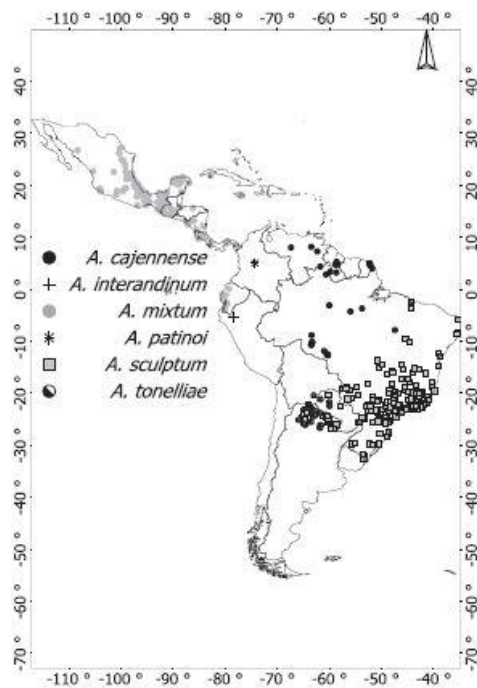 -110 ° -100 ° -90 ° -80 ° -70 ° -60 ° -50 ° -40 °
40 ° 40 °
30 ° 30 °
20 ° 20 °
10 ° 10 °
0 ° 0 °
-10 ° -10 °
-20 ° -20 °
-30 ° -30 °
-40 ° -40 °
-50 ° -50 °
-60 ° -60 °
-70 ° -70 °
A. cajennense
A. interandinum
A. mixtum
A. patinoi
A. sculptum
A. tonelliae
-110 ° -100 ° -90 ° -80 ° -70 ° -60 ° -50 ° -40 °